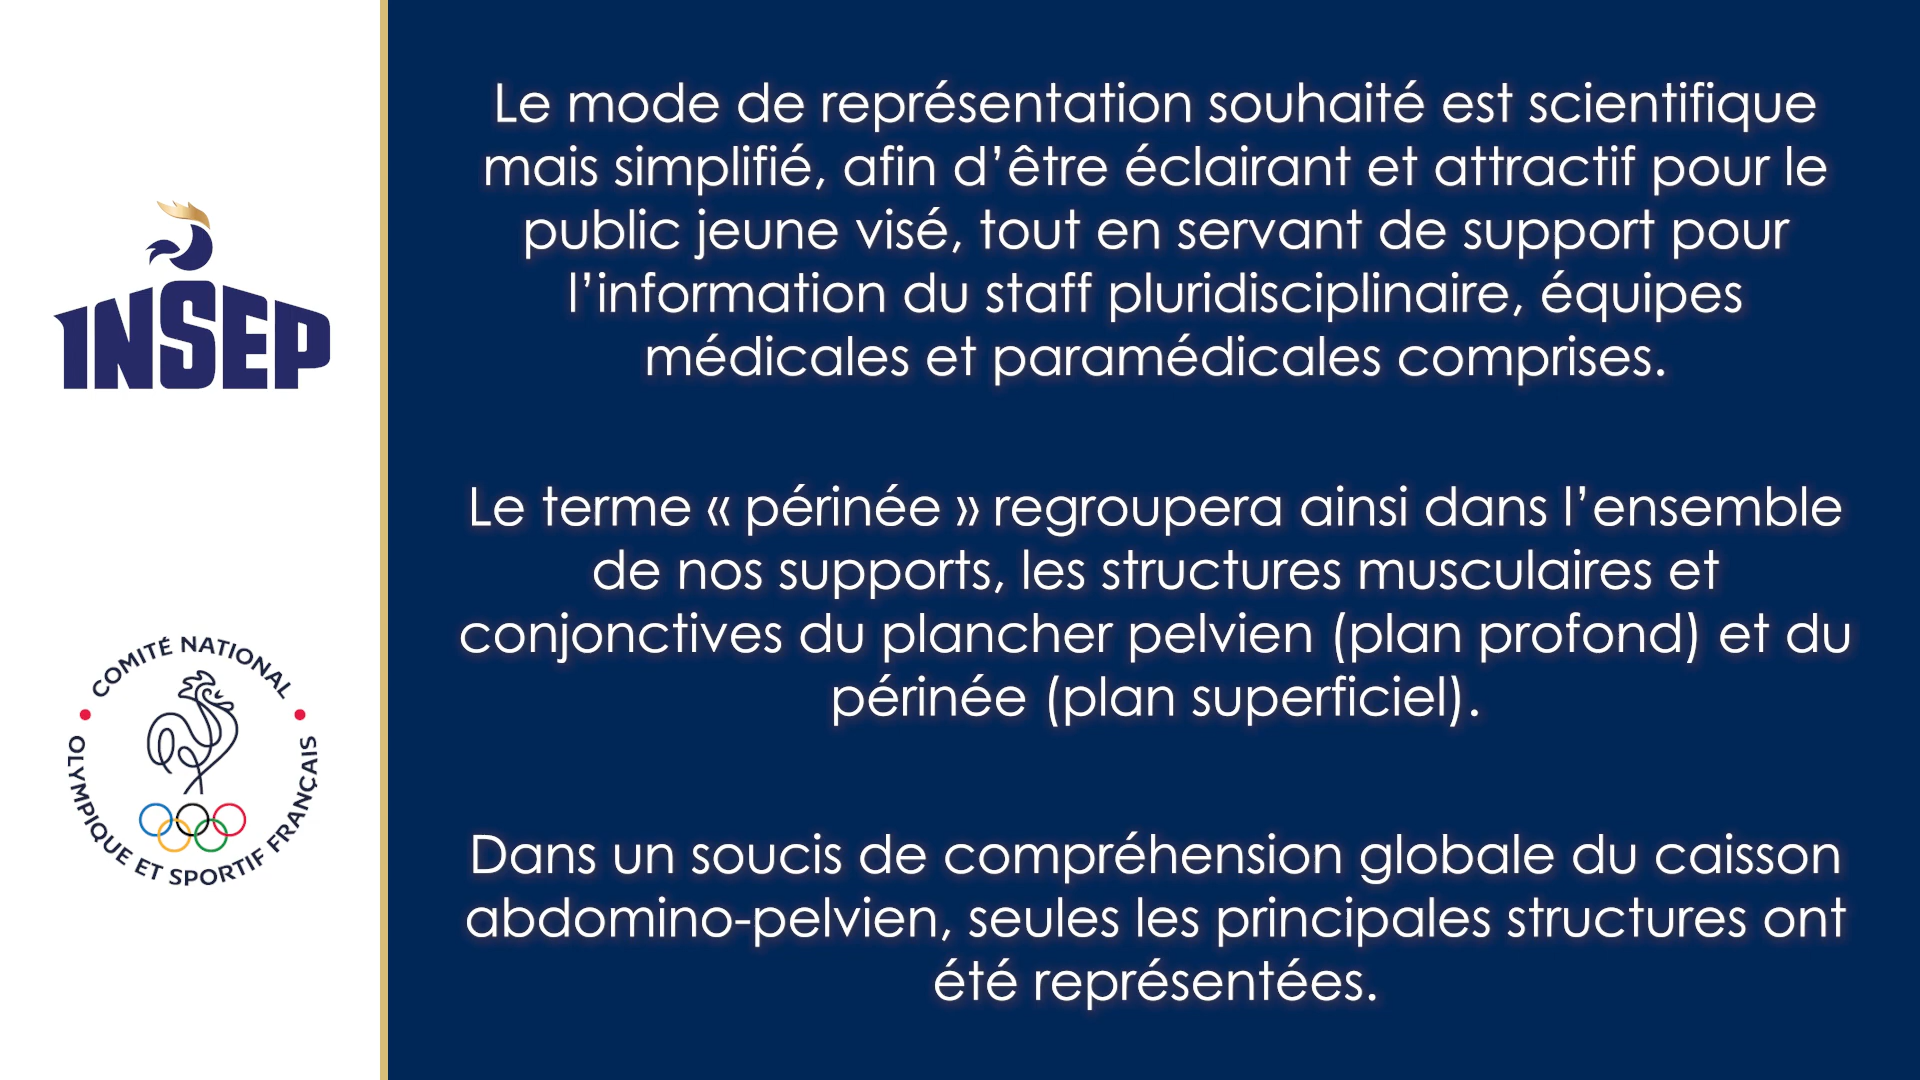 INSEP
COMITÉ NATIONAL
OLYMPIQUE ET SPORTIF FRANÇAIS
Le mode de représentation souhaité est scientifique
mais simplifié, afin d’être éclairant et attractif pour le
public jeune visé, tout en servant de support pour
l’information du staff pluridisciplinaire, équipes
médicales et paramédicales comprises.
Le terme « périnée » regroupera ainsi dans l’ensemble
de nos supports, les structures musculaires et
conjonctives du plancher pelvien (plan profond) et du
périnée (plan superficiel).
Dans un soucis de compréhension globale du caisson
abdomino-pelvien, seules les principales structures ont
été représentées.